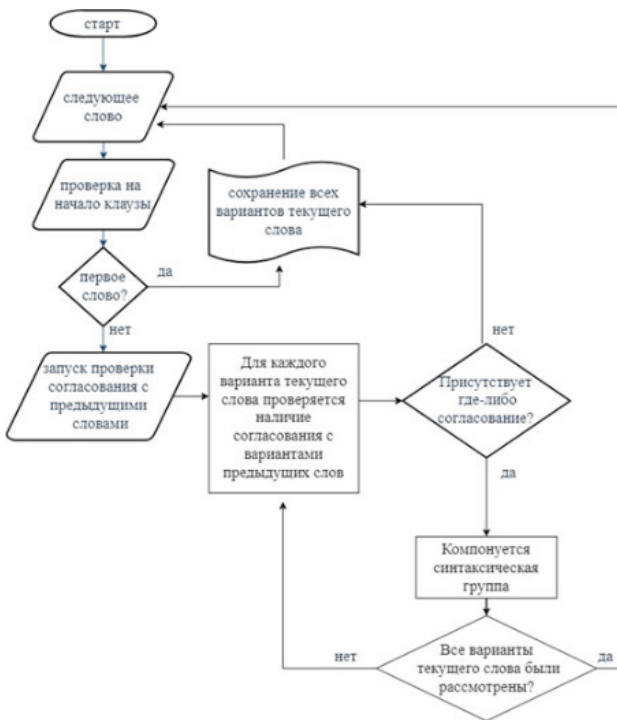 старт
следующее
слово
проверка на
начало клаузы
сохранение всех
вариантов текущего
слова
первое
слово?
да
нет
запуск проверки
согласования с
предыдущими
словами
Для каждого
варианта текущего
слова проверяется
наличие
согласования с
вариантами
предыдущих слов
нет
Присутствует
где-либо
согласование?
да
Компонуется
синтаксическая
группа
нет
Все варианты
текущего слова были
рассмотрены?
да